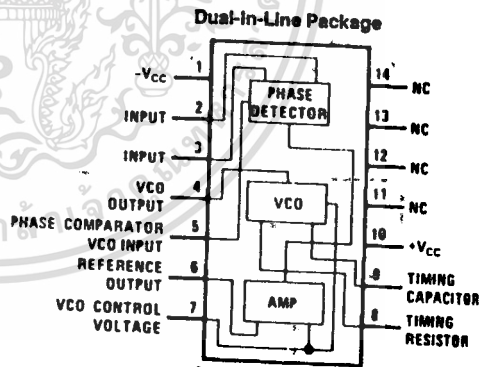 Dual-In-Line Package
-VCC 1
INPUT 2
INPUT 3
VCO
OUTPUT 4
PHASE COMPARATOR
VCO INPUT 5
REFERENCE
OUTPUT 6
VCO CONTROL
VOLTAGE 7
PHASE
DETECTOR
VCO
AMP
14 NC
13 NC
12 NC
11 NC
10 +VCC
9 TIMING
CAPACITOR
8 TIMING
RESISTOR